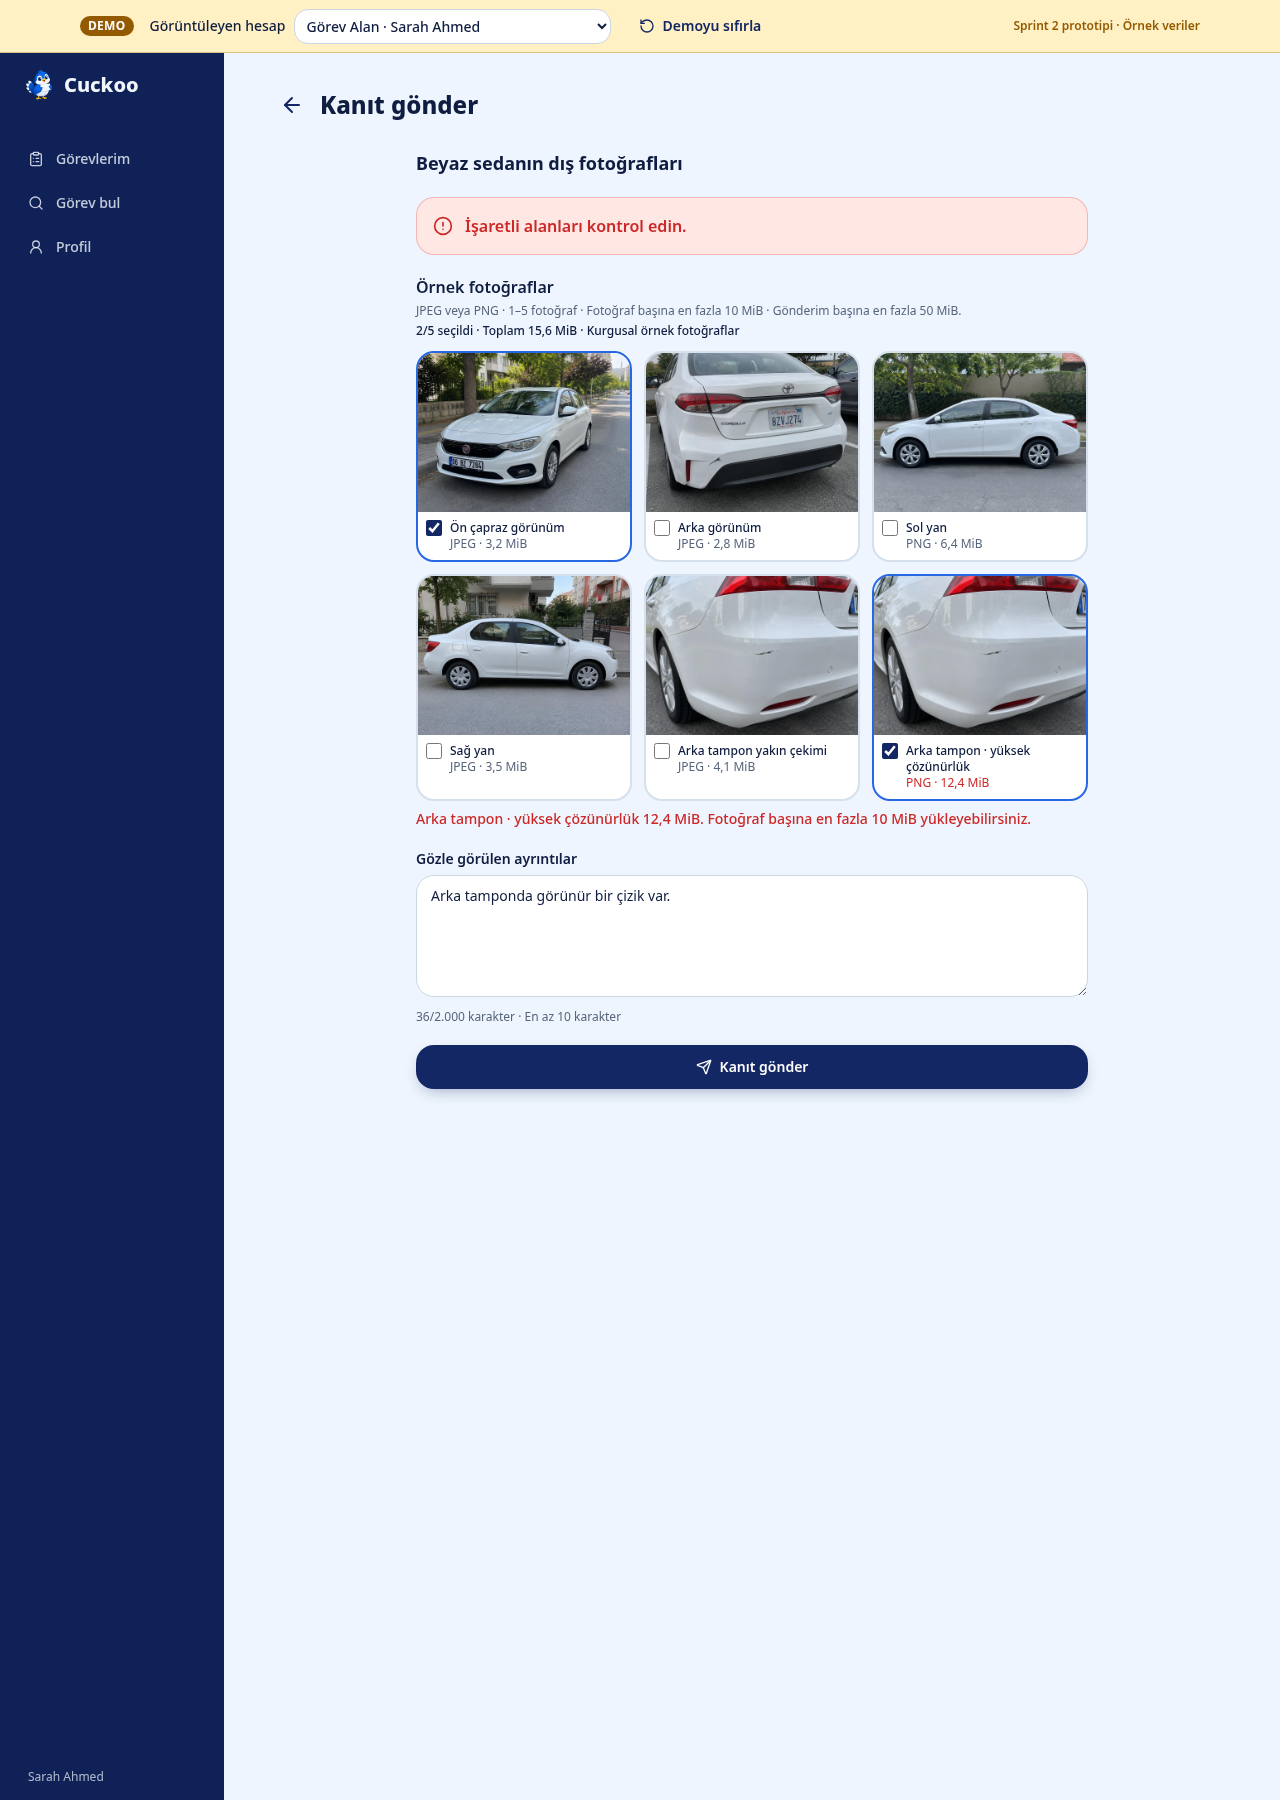 DEMO
Görüntüleyen hesap
Görev Alan · Sarah Ahmed
Demoyu sıfırla
Sprint 2 prototipi · Örnek veriler
Cuckoo
Görevlerim
Görev bul
Profil
Sarah Ahmed
Kanıt gönder
Beyaz sedanın dış fotoğrafları
İşaretli alanları kontrol edin.
Örnek fotoğraflar
JPEG veya PNG · 1–5 fotoğraf · Fotoğraf başına en fazla 10 MiB · Gönderim başına en fazla 50 MiB.
2/5 seçildi · Toplam 15,6 MiB · Kurgusal örnek fotoğraflar
Ön çapraz görünüm
JPEG · 3,2 MiB
8ZVJ274
COROLLA
Arka görünüm
JPEG · 2,8 MiB
Sol yan
PNG · 6,4 MiB
Sağ yan
JPEG · 3,5 MiB
Arka tampon yakın çekimi
JPEG · 4,1 MiB
Arka tampon · yüksek
çözünürlük
PNG · 12,4 MiB
Arka tampon · yüksek çözünürlük 12,4 MiB. Fotoğraf başına en fazla 10 MiB yükleyebilirsiniz.
Gözle görülen ayrıntılar
Arka tamponda görünür bir çizik var.
36/2.000 karakter · En az 10 karakter
Kanıt gönder